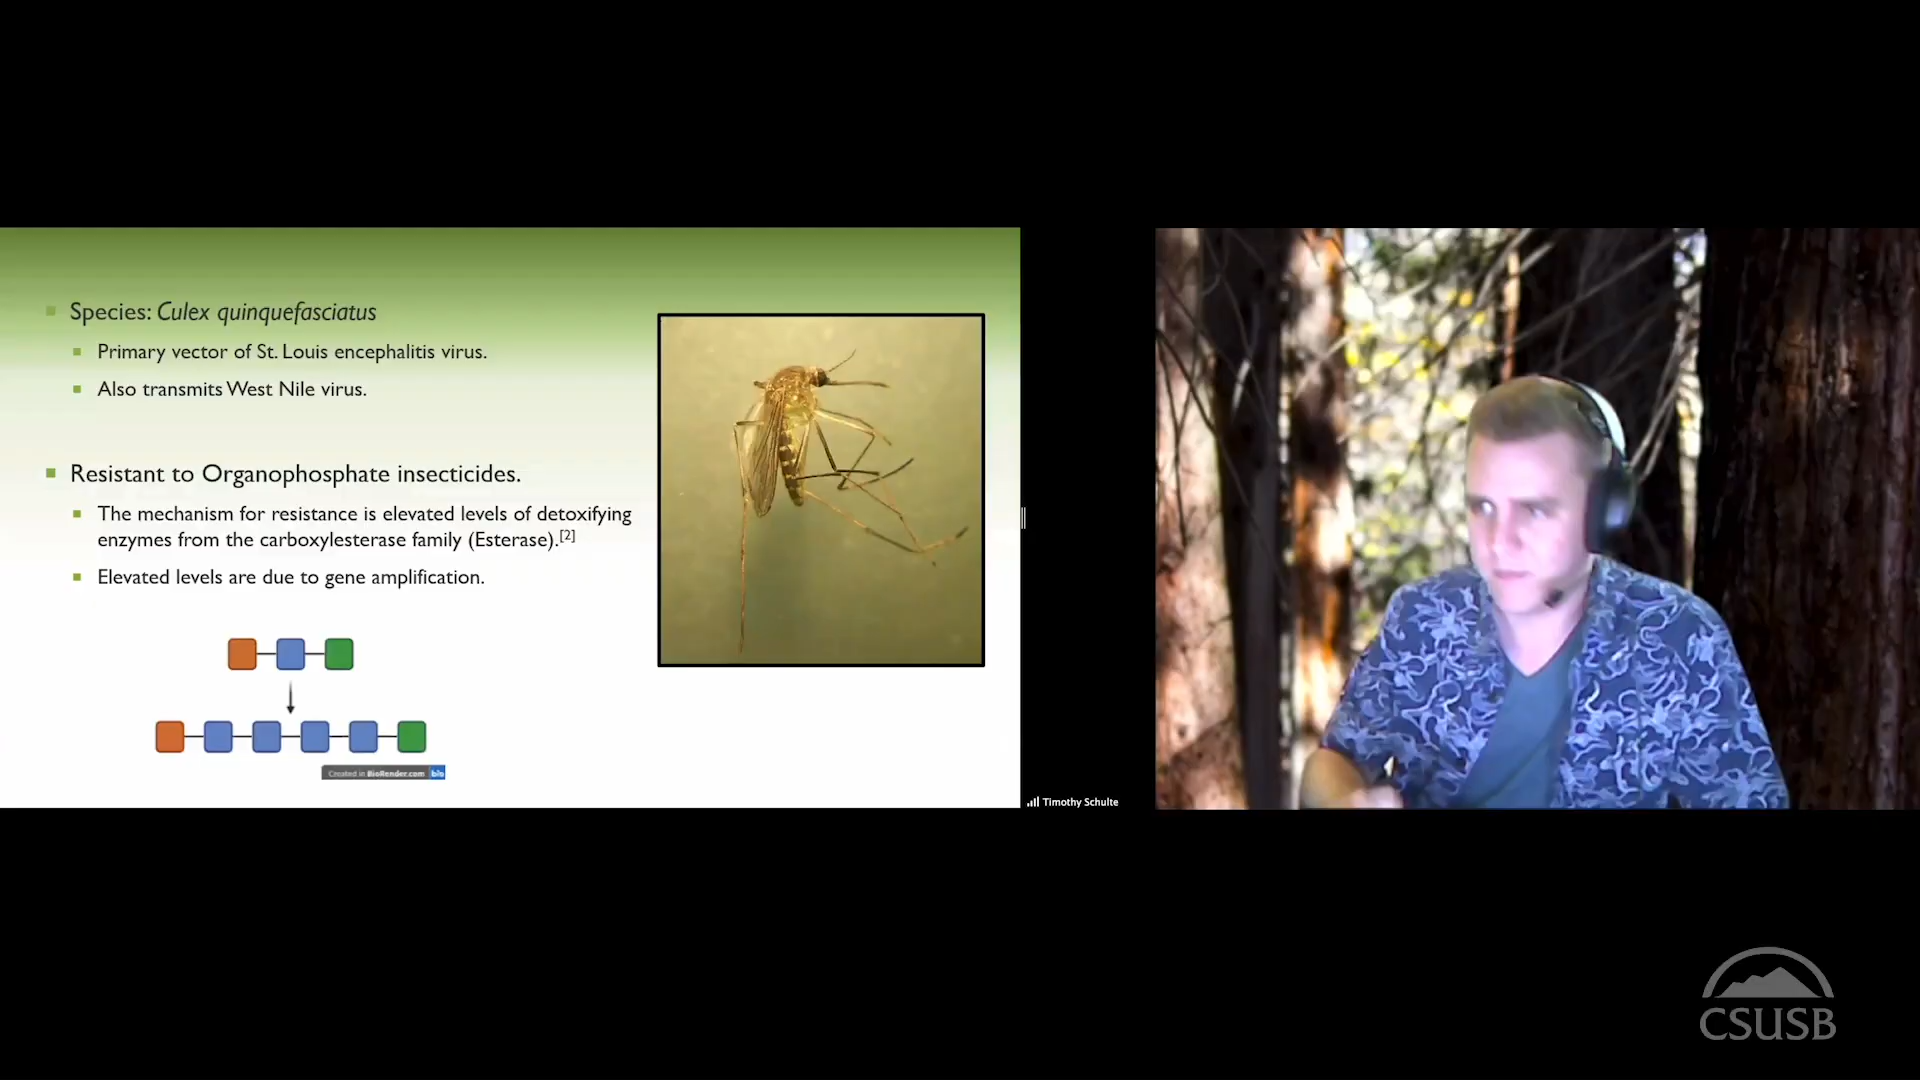 Species: Culex quinquefasciatus
Primary vector of St. Louis encephalitis virus.
Also transmits West Nile virus.
Resistant to Organophosphate insecticides.
The mechanism for resistance is elevated levels of detoxifying
enzymes from the carboxylesterase family (Esterase).[2]
Elevated levels are due to gene amplification.
Created in BioRender.com bio
Timothy Schulte
CSUSB